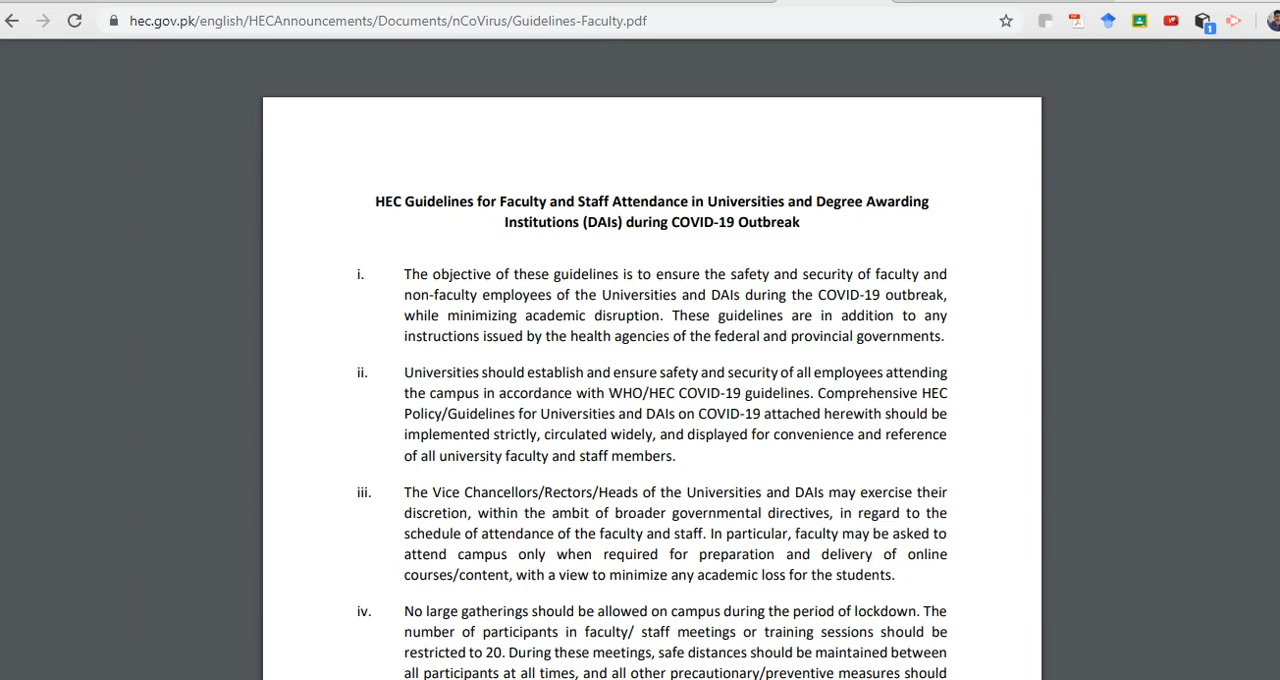 hec.gov.pk/english/HECAnnouncements/Documents/nCoVirus/Guidelines-Faculty.pdf
1
HEC Guidelines for Faculty and Staff Attendance in Universities and Degree Awarding
Institutions (DAIs) during COVID-19 Outbreak
i. The objective of these guidelines is to ensure the safety and security of faculty and
non-faculty employees of the Universities and DAIs during the COVID-19 outbreak,
while minimizing academic disruption. These guidelines are in addition to any
instructions issued by the health agencies of the federal and provincial governments.
ii. Universities should establish and ensure safety and security of all employees attending
the campus in accordance with WHO/HEC COVID-19 guidelines. Comprehensive HEC
Policy/Guidelines for Universities and DAIs on COVID-19 attached herewith should be
implemented strictly, circulated widely, and displayed for convenience and reference
of all university faculty and staff members.
iii. The Vice Chancellors/Rectors/Heads of the Universities and DAIs may exercise their
discretion, within the ambit of broader governmental directives, in regard to the
schedule of attendance of the faculty and staff. In particular, faculty may be asked to
attend campus only when required for preparation and delivery of online
courses/content, with a view to minimize any academic loss for the students.
iv. No large gatherings should be allowed on campus during the period of lockdown. The
number of participants in faculty/ staff meetings or training sessions should be
restricted to 20. During these meetings, safe distances should be maintained between
all participants at all times, and all other precautionary/preventive measures should